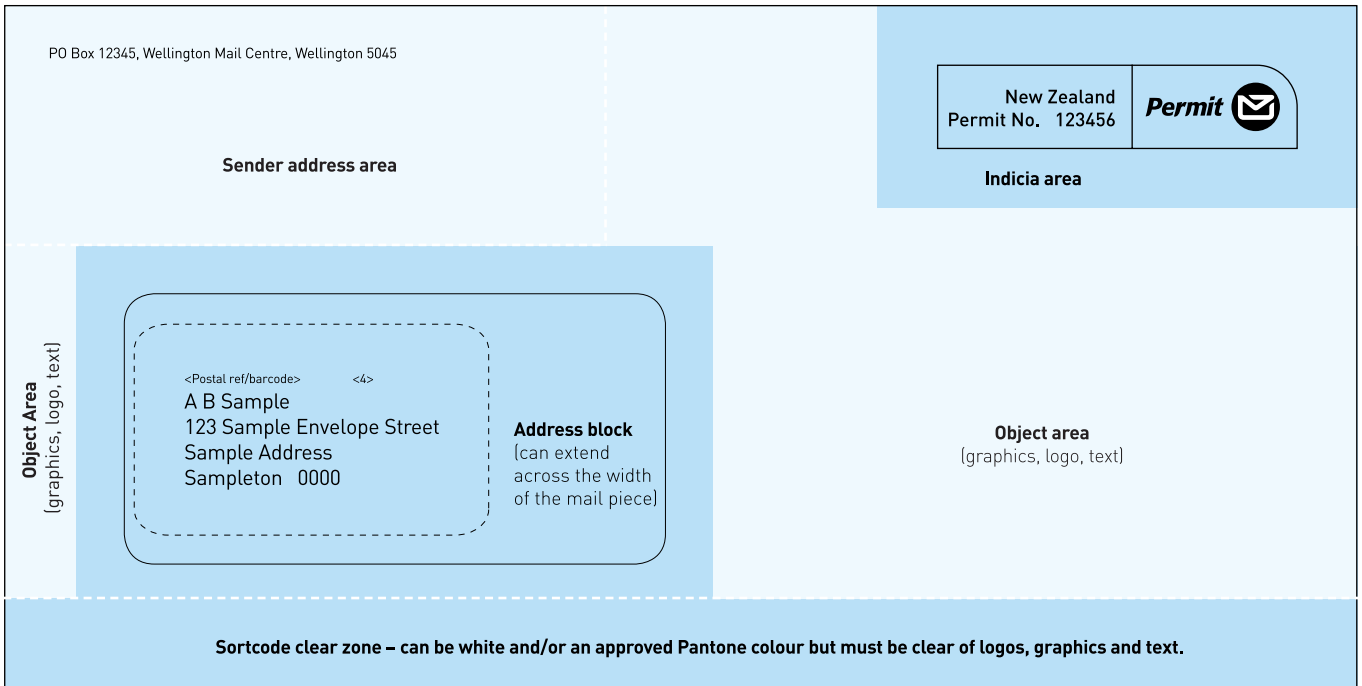 PO Box 12345, Wellington Mail Centre, Wellington 5045
New Zealand
Permit No. 123456
Permit
Sender address area
Indicia area
Object Area
(graphics, logo, text)
<Postal ref/barcode> <4>
A B Sample
123 Sample Envelope Street
Sample Address
Sampleton 0000
Address block
(can extend
across the width
of the mail piece)
Object area
(graphics, logo, text)
Sortcode clear zone – can be white and/or an approved Pantone colour but must be clear of logos, graphics and text.